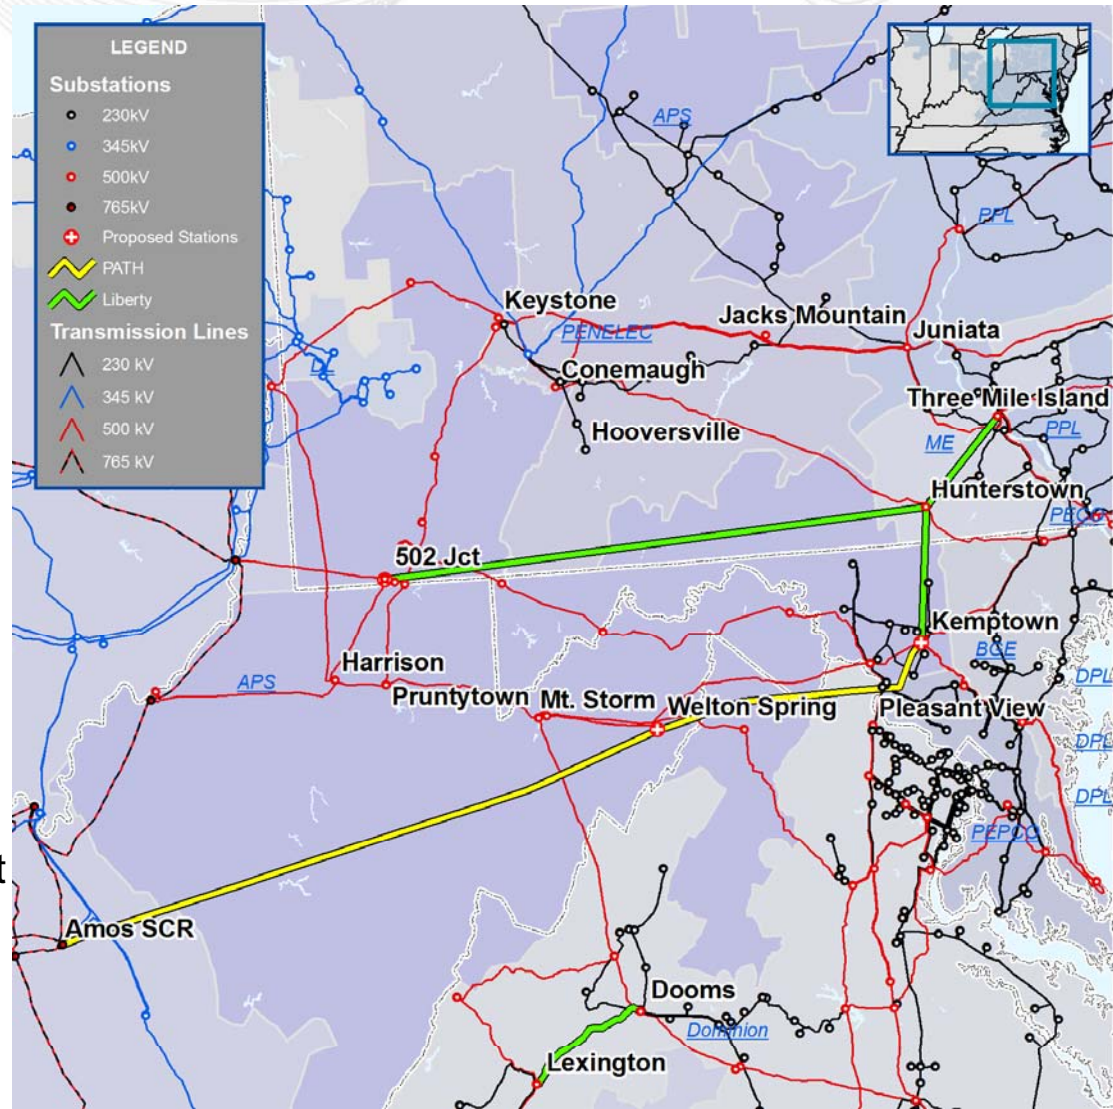 LEGEND
Substations
230kV
345kV
500kV
765kV
Proposed Stations
PATH
Liberty
Transmission Lines
230 kV
345 kV
500 kV
765 kV
APS
PPL
Keystone
PENELEC
Jacks Mountain
Juniata
Conemaugh
Three Mile Island
Hooversville
ME
PPL
Hunterstown
502 Jct
Kemptown
BGE
DPL
Harrison
APS
Pruntytown
Mt. Storm
Welton Spring
Pleasant View
DPL
DPL
PEPCO
t
Amos SCR
Dooms
Dominion
Lexington